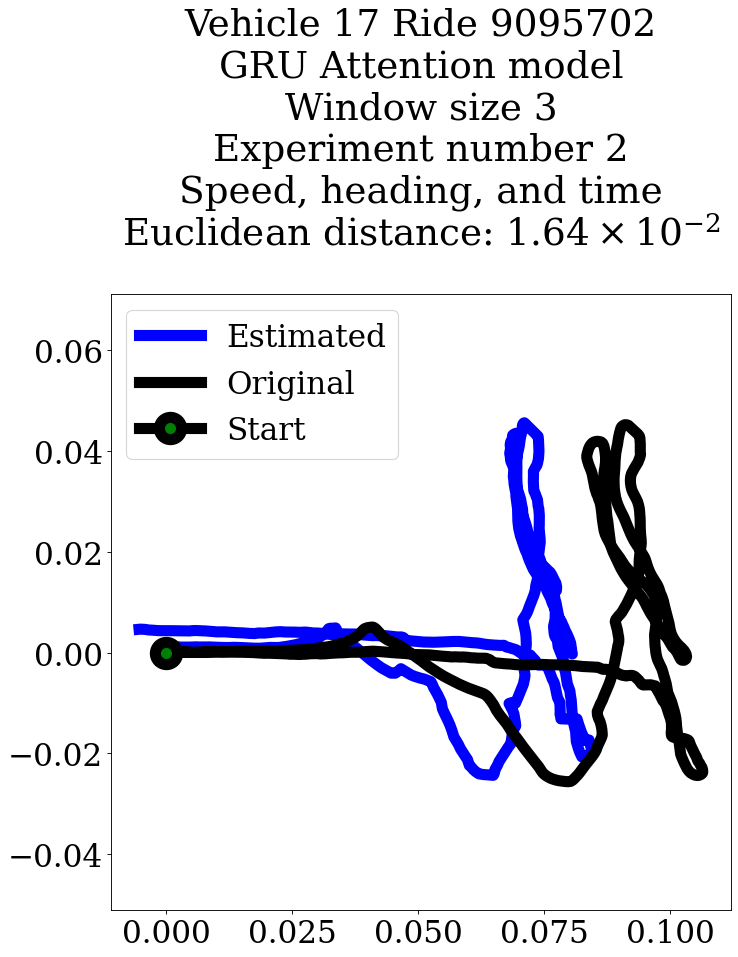 Vehicle 17 Ride 9095702
GRU Attention model
Window size 3
Experiment number 2
Speed, heading, and time
Euclidean distance: 1.64 × 10⁻²
Estimated
Original
Start
0.06
0.04
0.02
0.00
−0.02
−0.04
0.000 0.025 0.050 0.075 0.100